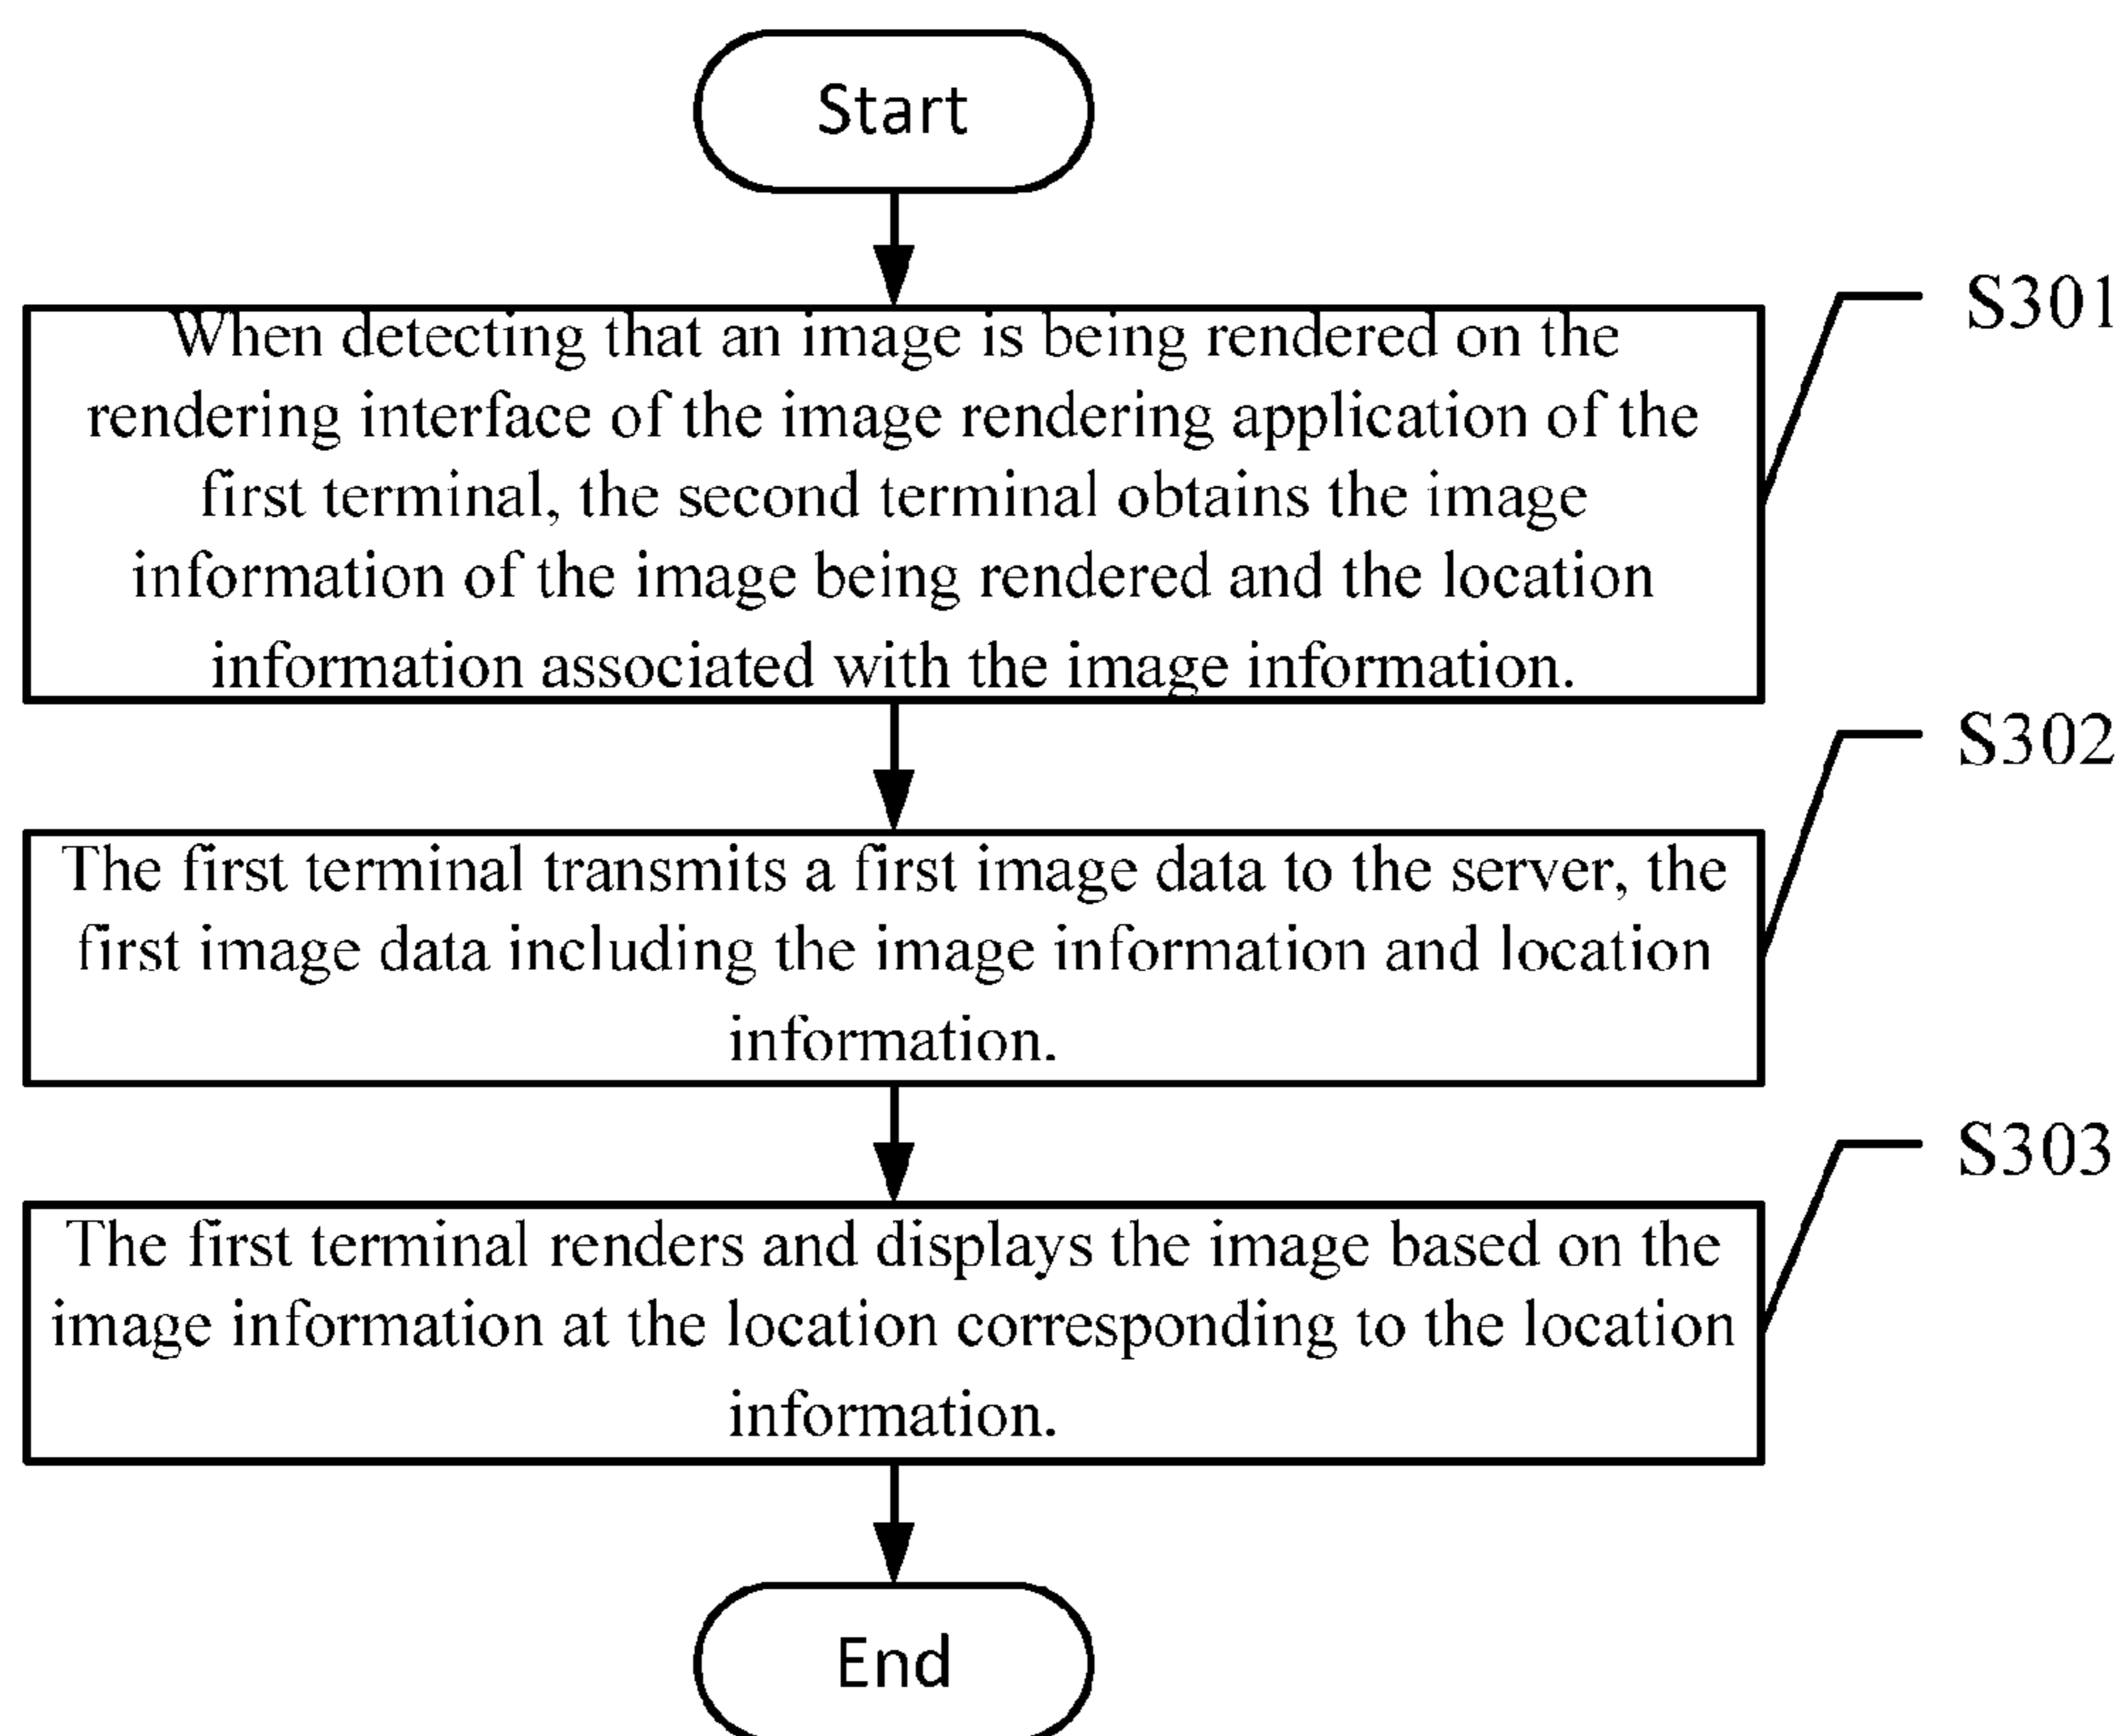 Start
When detecting that an image is being rendered on the
rendering interface of the image rendering application of the
first terminal, the second terminal obtains the image
information of the image being rendered and the location
information associated with the image information.
S301
The first terminal transmits a first image data to the server, the
first image data including the image information and location
information.
S302
The first terminal renders and displays the image based on the
image information at the location corresponding to the location
information.
S303
End